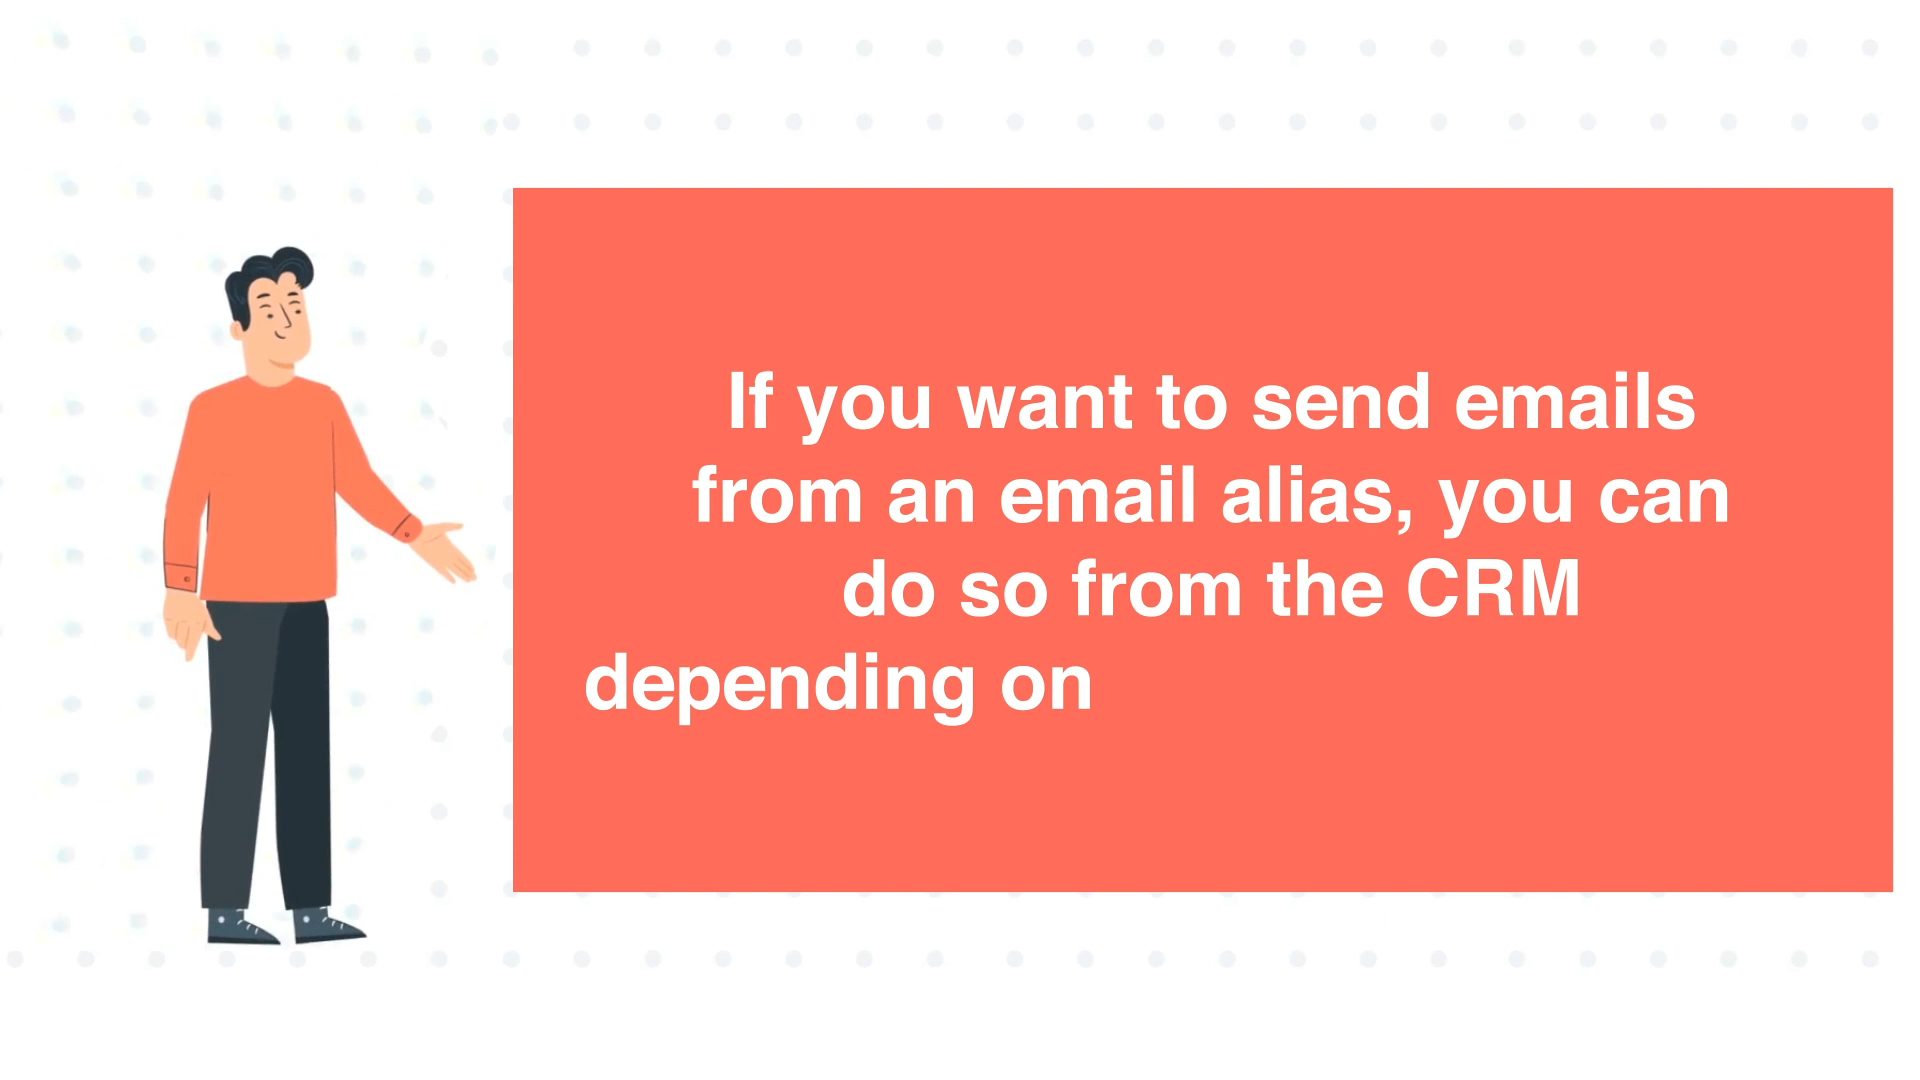 If you want to send emails
from an email alias, you can
do so from the CRM
depending on